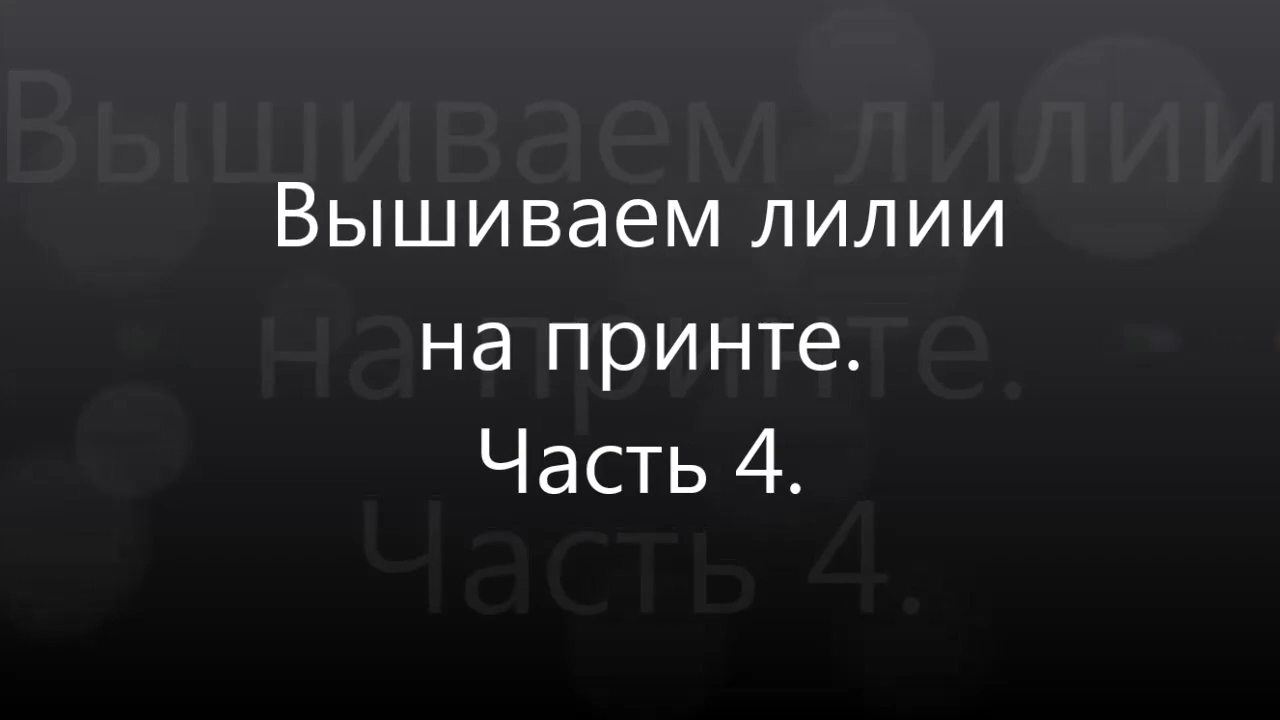 Вышиваем лилии
на принте.
Часть 4.